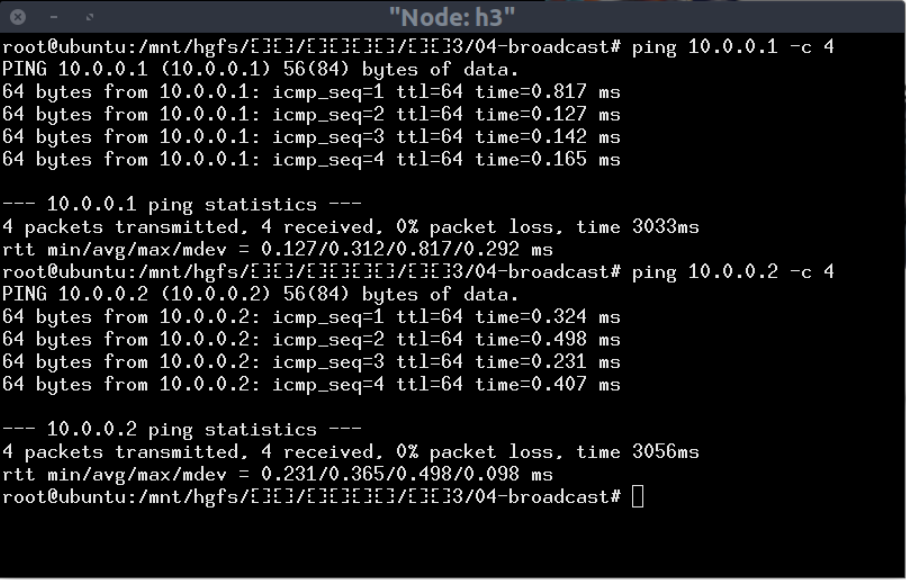 "Node: h3"
root@ubuntu:/mnt/hgfs/[][]/[][][][]/[][]3/04-broadcast# ping 10.0.0.1 -c 4
PING 10.0.0.1 (10.0.0.1) 56(84) bytes of data.
64 bytes from 10.0.0.1: icmp_seq=1 ttl=64 time=0.817 ms
64 bytes from 10.0.0.1: icmp_seq=2 ttl=64 time=0.127 ms
64 bytes from 10.0.0.1: icmp_seq=3 ttl=64 time=0.142 ms
64 bytes from 10.0.0.1: icmp_seq=4 ttl=64 time=0.165 ms
--- 10.0.0.1 ping statistics ---
4 packets transmitted, 4 received, 0% packet loss, time 3033ms
rtt min/avg/max/mdev = 0.127/0.312/0.817/0.292 ms
root@ubuntu:/mnt/hgfs/[][]/[][][][]/[][]3/04-broadcast# ping 10.0.0.2 -c 4
PING 10.0.0.2 (10.0.0.2) 56(84) bytes of data.
64 bytes from 10.0.0.2: icmp_seq=1 ttl=64 time=0.324 ms
64 bytes from 10.0.0.2: icmp_seq=2 ttl=64 time=0.498 ms
64 bytes from 10.0.0.2: icmp_seq=3 ttl=64 time=0.231 ms
64 bytes from 10.0.0.2: icmp_seq=4 ttl=64 time=0.407 ms
--- 10.0.0.2 ping statistics ---
4 packets transmitted, 4 received, 0% packet loss, time 3056ms
rtt min/avg/max/mdev = 0.231/0.365/0.498/0.098 ms
root@ubuntu:/mnt/hgfs/[][]/[][][][]/[][]3/04-broadcast#